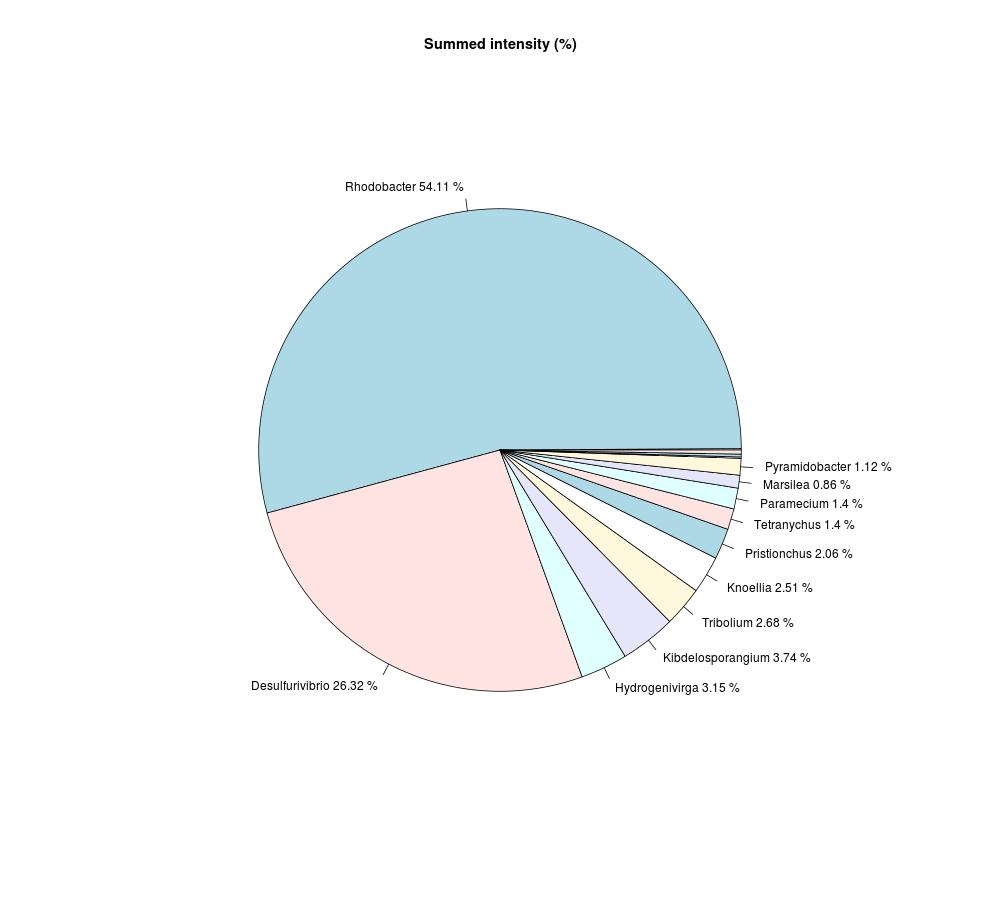 Summed intensity (%)
Rhodobacter 54.11 %
Pyramidobacter 1.12 %
Marsilea 0.86 %
Paramecium 1.4 %
Tetranychus 1.4 %
Pristionchus 2.06 %
Knoellia 2.51 %
Tribolium 2.68 %
Kibdelosporangium 3.74 %
Hydrogenivirga 3.15 %
Desulfurivibrio 26.32 %